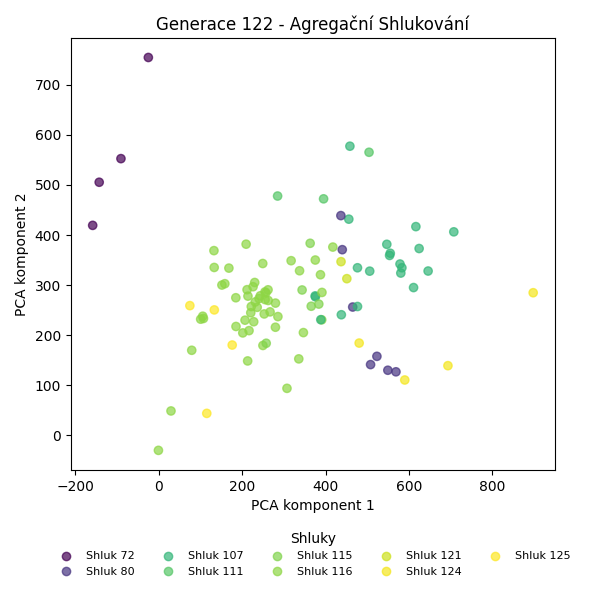 Generace 122 - Agregační Shlukování
700
600
500
400
300
200
100
0
PCA komponent 2
−200 0 200 400 600 800
PCA komponent 1
Shluky
Shluk 72 Shluk 107 Shluk 115 Shluk 121 Shluk 125
Shluk 80 Shluk 111 Shluk 116 Shluk 124